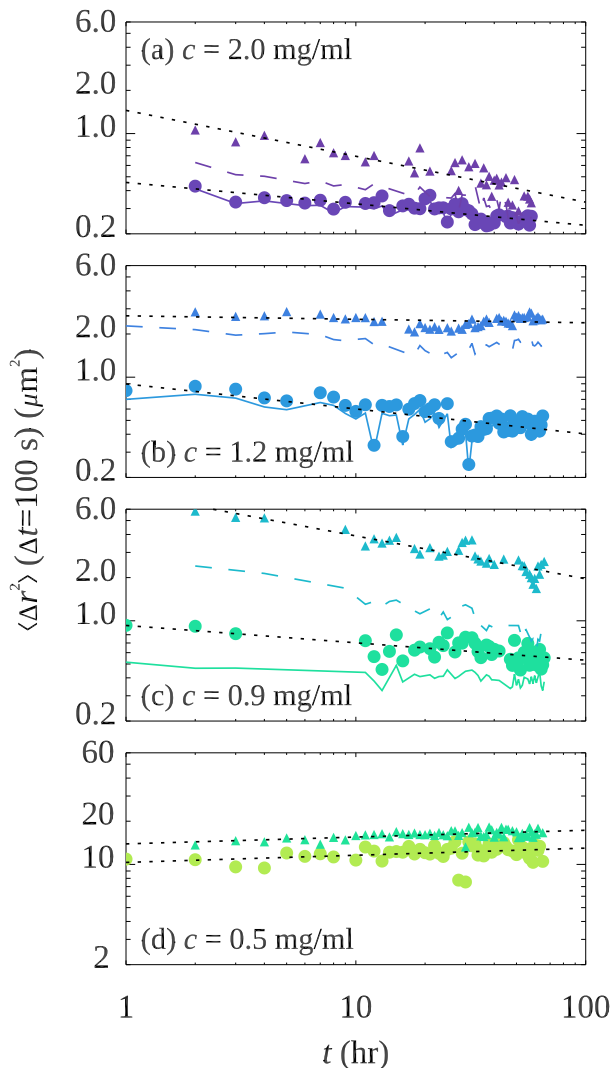 6.0
(a) c = 2.0 mg/ml
2.0
1.0
0.2
6.0
2.0
1.0
(b) c = 1.2 mg/ml
0.2
⟨Δr²⟩ (Δt=100 s) (μm²)
6.0
2.0
1.0
(c) c = 0.9 mg/ml
0.2
60
20
10
(d) c = 0.5 mg/ml
2
1 10 100
t (hr)